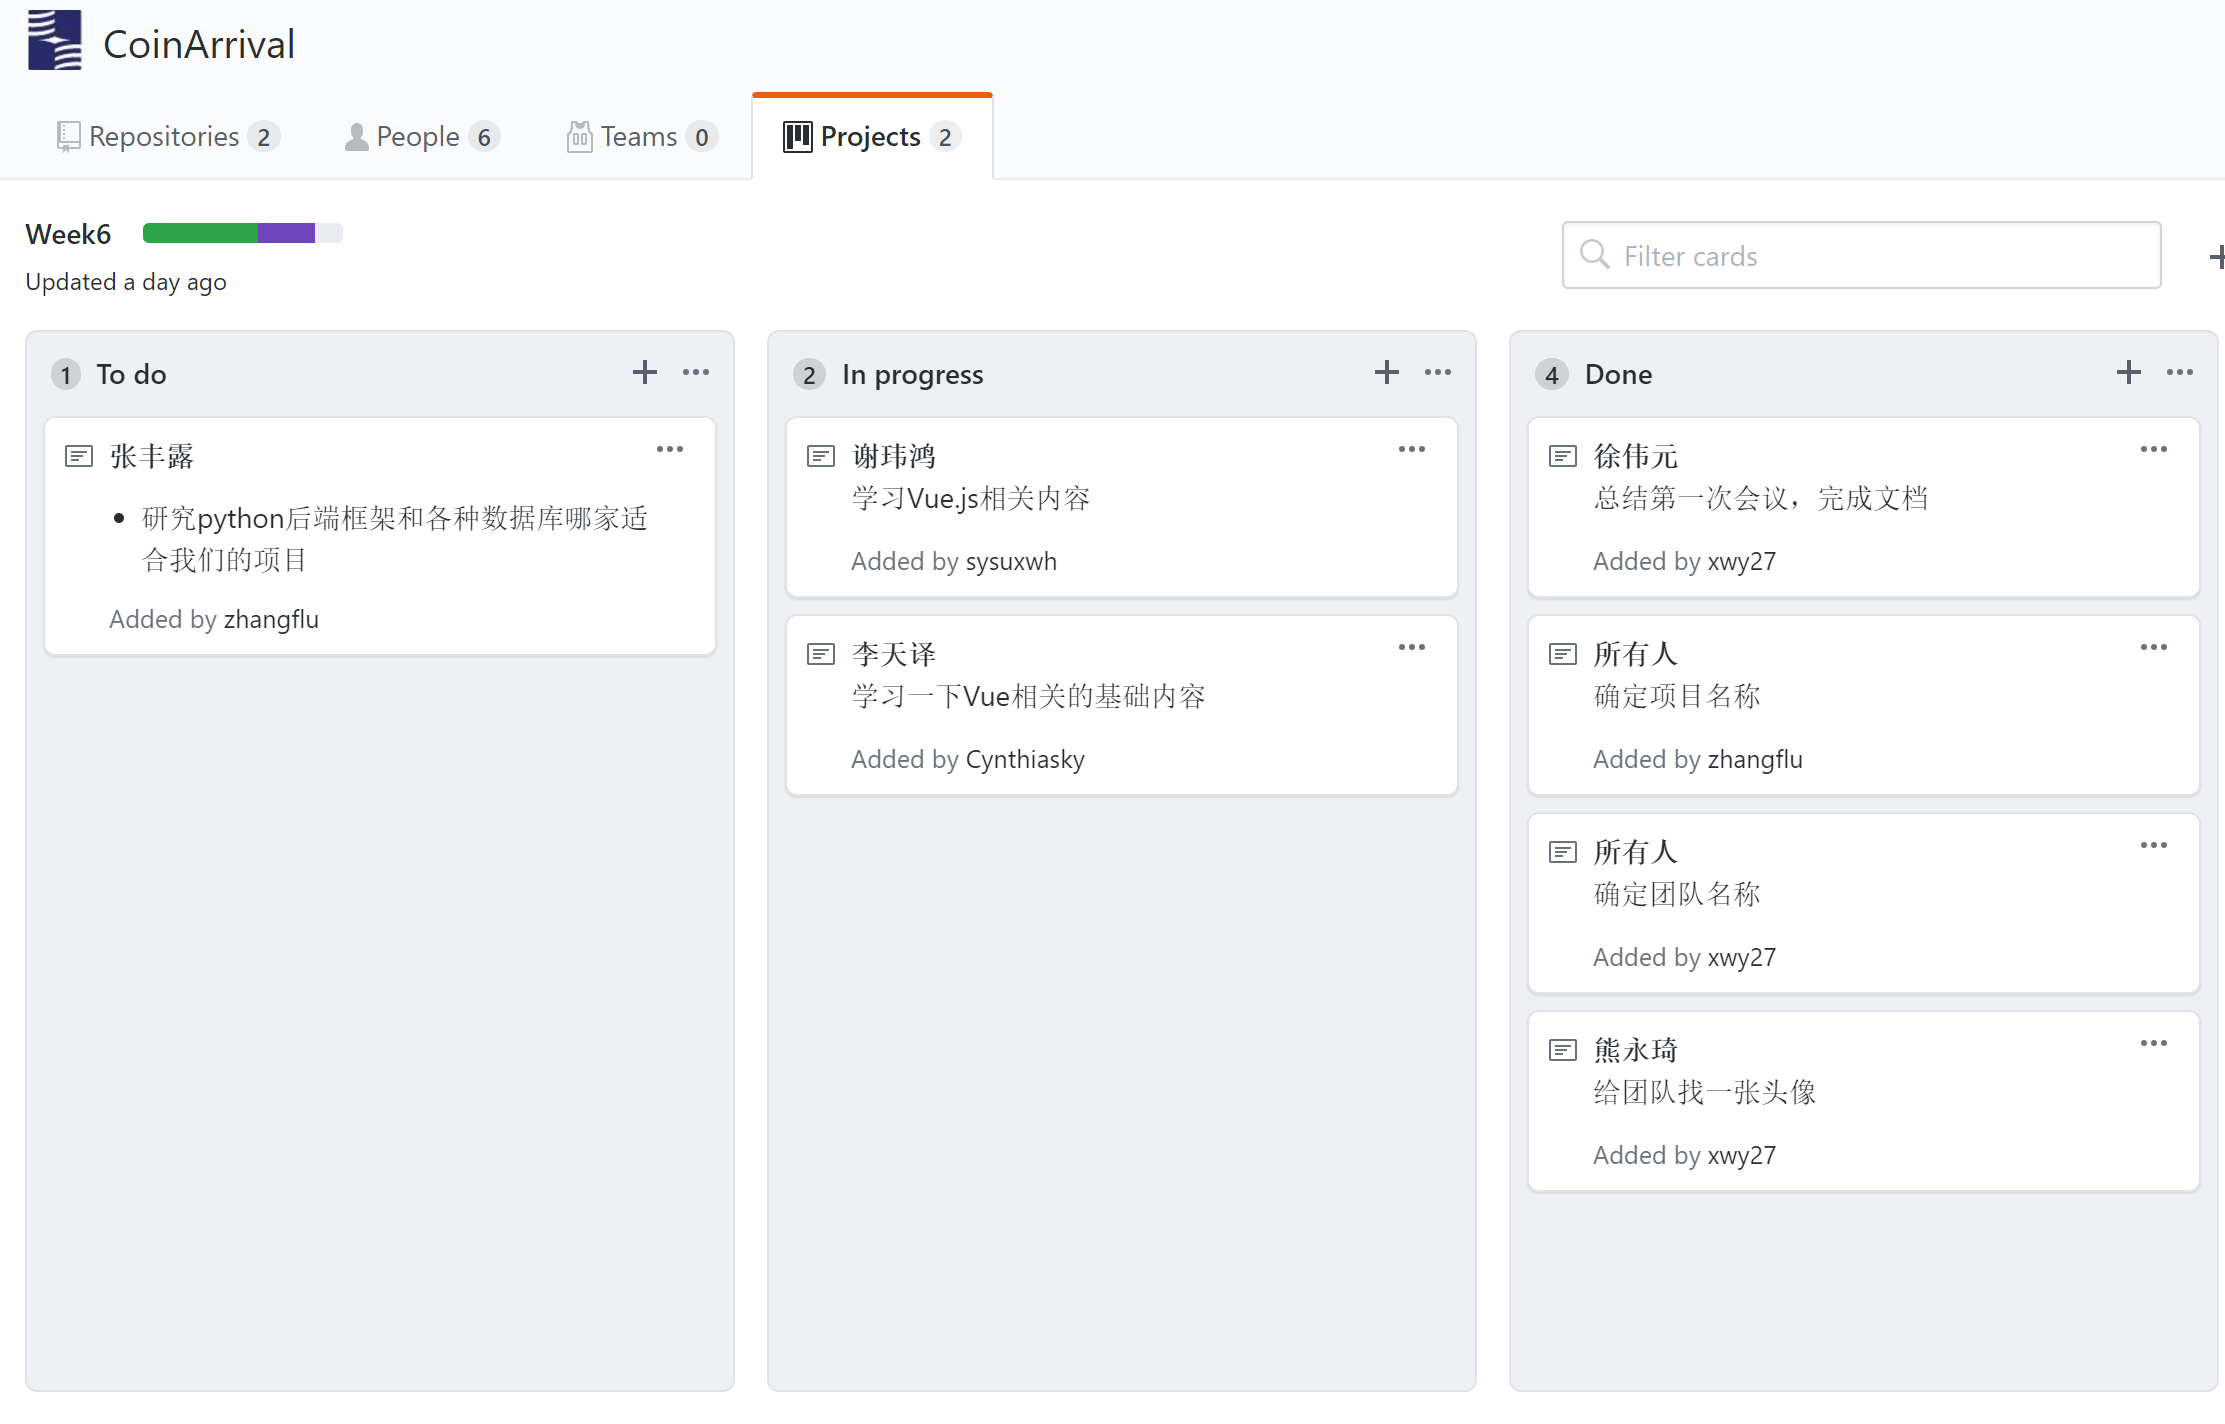 CoinArrival
Repositories 2
People 6
Teams 0
Projects 2
Week6
Updated a day ago
Filter cards
1 To do
张丰露
研究python后端框架和各种数据库哪家适
合我们的项目
Added by zhangflu
2 In progress
谢玮鸿
学习Vue.js相关内容
Added by sysuxwh
李天译
学习一下Vue相关的基础内容
Added by Cynthiasky
4 Done
徐伟元
总结第一次会议，完成文档
Added by xwy27
所有人
确定项目名称
Added by zhangflu
所有人
确定团队名称
Added by xwy27
熊永琦
给团队找一张头像
Added by xwy27